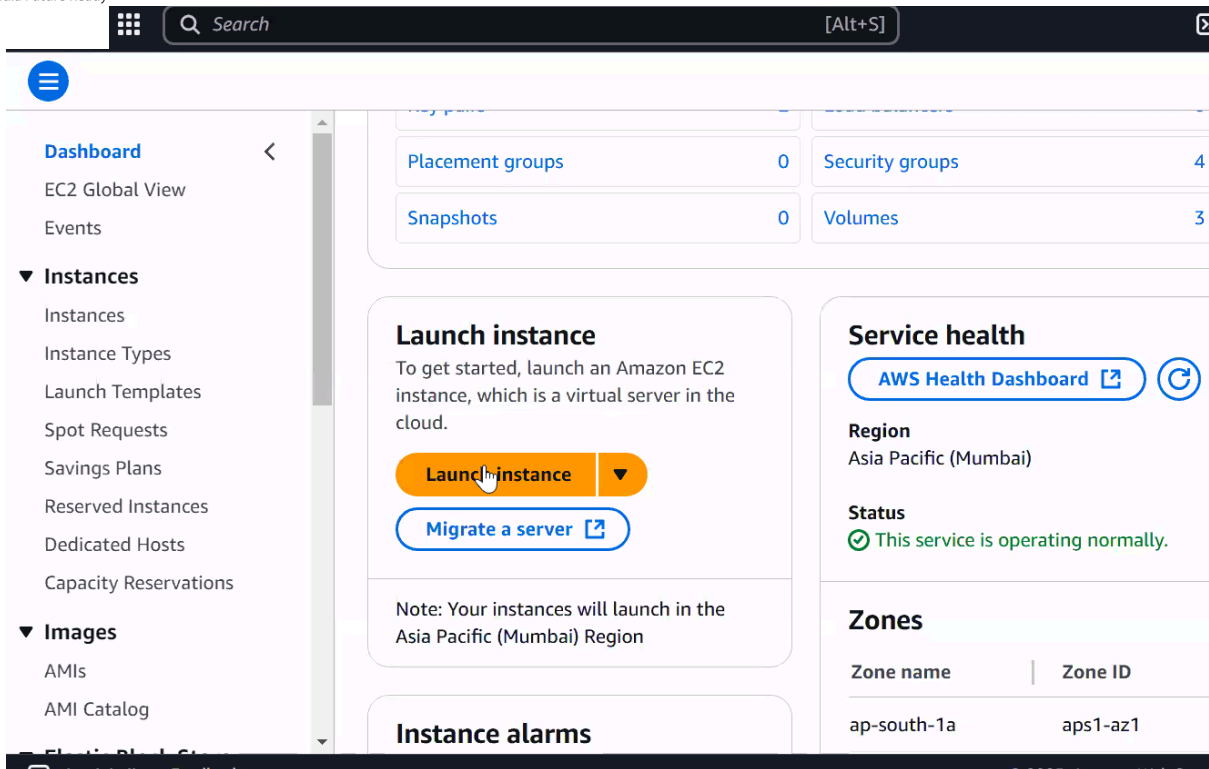 Search [Alt+S]
Dashboard
EC2 Global View
Events
Instances
Instances
Instance Types
Launch Templates
Spot Requests
Savings Plans
Reserved Instances
Dedicated Hosts
Capacity Reservations
Images
AMIs
AMI Catalog
Placement groups 0
Security groups 4
Snapshots 0
Volumes 3
Launch instance
To get started, launch an Amazon EC2
instance, which is a virtual server in the
cloud.
Launch instance
Migrate a server
Note: Your instances will launch in the
Asia Pacific (Mumbai) Region
Instance alarms
Service health
AWS Health Dashboard
Region
Asia Pacific (Mumbai)
Status
This service is operating normally.
Zones
Zone name Zone ID
ap-south-1a aps1-az1